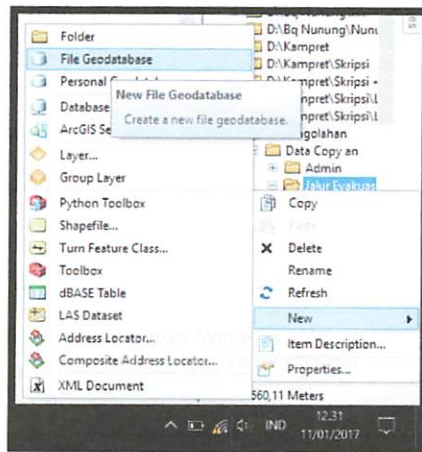 Folder
File Geodatabase
Personal
New File Geodatabase
Create a new file geodatabase.
Database
ArcGIS
Layer...
Group Layer
Python Toolbox
Shapefile...
Turn Feature Class...
Toolbox
dBASE Table
LAS Dataset
Address Locator...
Composite Address Locator...
XML Document
D:\Kampret
D:\Kampret\Skripsi
Data Copy an
Admin
Jalur Evakuasi
Copy
Paste
Delete
Rename
Refresh
New
Item Description...
Properties...
560,11 Meters
IND
12.31
11/01/2017